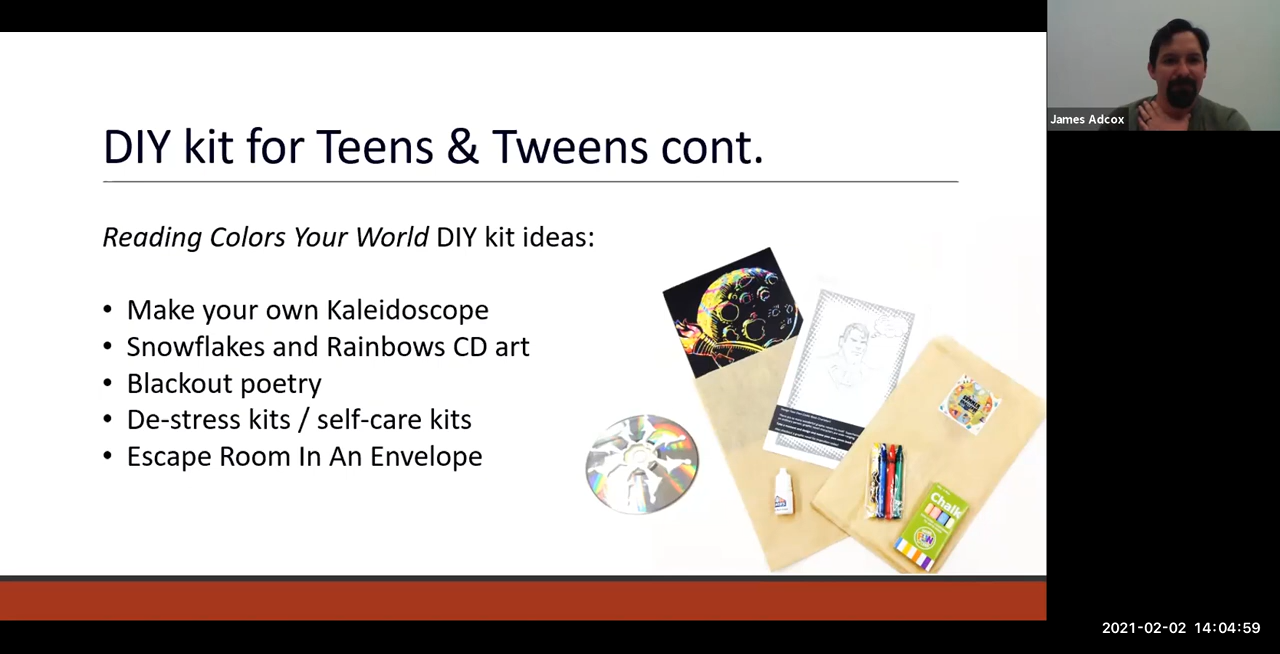 DIY kit for Teens & Tweens cont.
Reading Colors Your World DIY kit ideas:
• Make your own Kaleidoscope
• Snowflakes and Rainbows CD art
• Blackout poetry
• De-stress kits / self-care kits
• Escape Room In An Envelope
SUMMER
Chalk
FUN
James Adcox
2021-02-02 14:04:59